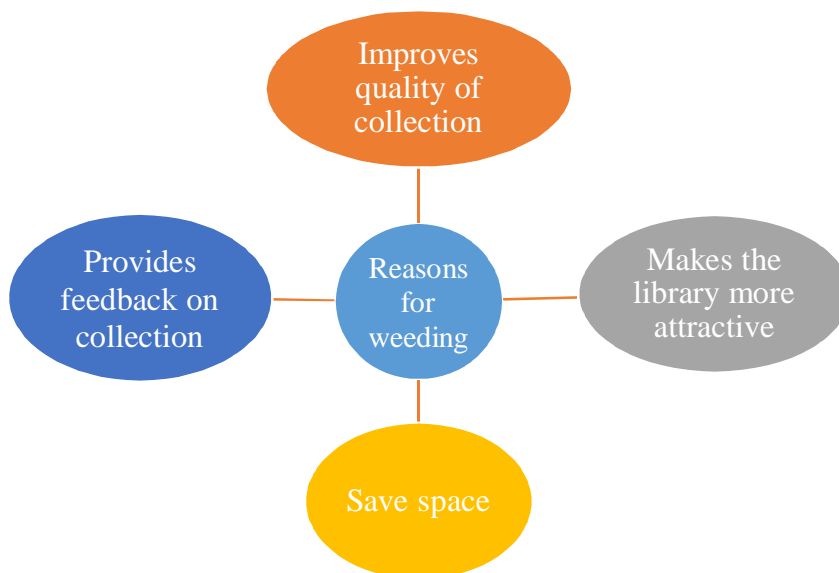 Improves
quality of
collection
Provides
feedback on
collection
Reasons
for
weeding
Makes the
library more
attractive
Save space